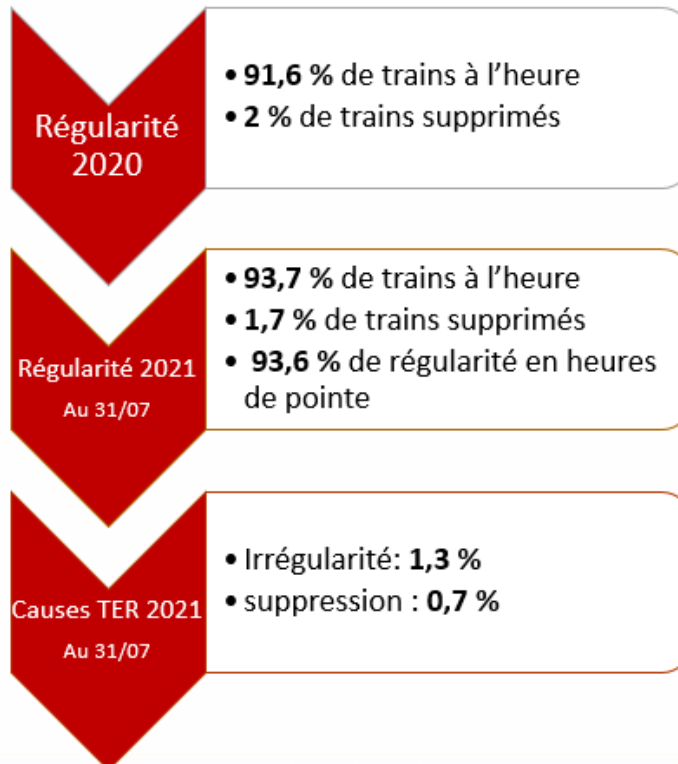 Régularité
2020
• 91,6 % de trains à l’heure
• 2 % de trains supprimés
Régularité 2021
Au 31/07
• 93,7 % de trains à l’heure
• 1,7 % de trains supprimés
• 93,6 % de régularité en heures
de pointe
Causes TER 2021
Au 31/07
• Irrégularité: 1,3 %
• suppression : 0,7 %